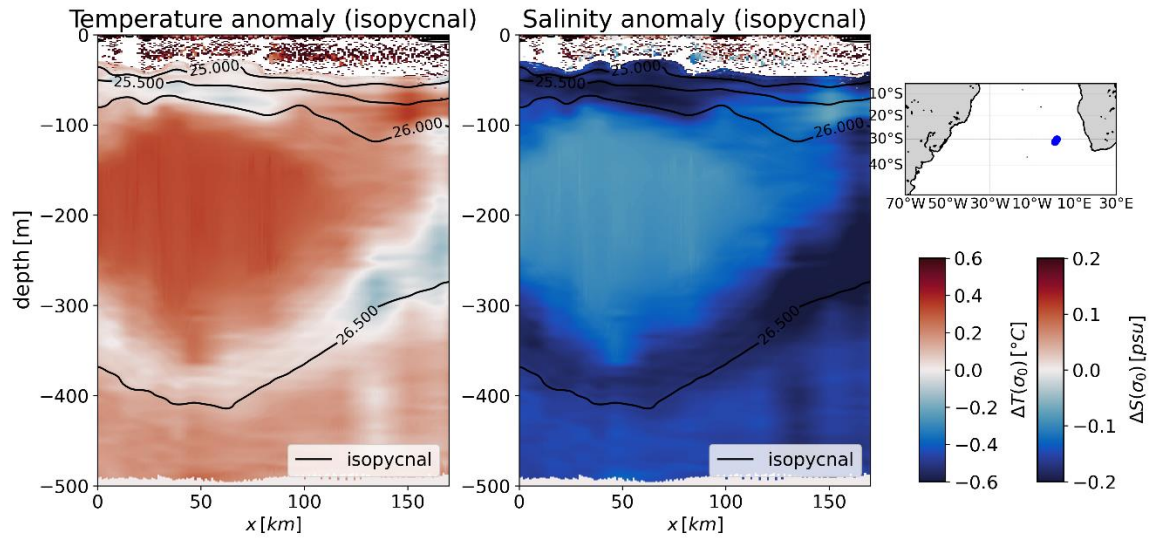 Temperature anomaly (isopycnal)
Salinity anomaly (isopycnal)
0
−100
−200
−300
−400
−500
depth [m]
25.000
25.500
26.000
26.500
isopycnal
0
50
100
150
x [km]
25.000
25.500
26.000
26.500
isopycnal
0
50
100
150
x [km]
10°S
20°S
30°S
40°S
70°W 50°W 30°W 10°W 10°E 30°E
0.6
0.4
0.2
0.0
−0.2
−0.4
−0.6
ΔT(σ₀) [°C]
0.2
0.1
0.0
−0.1
−0.2
ΔS(σ₀) [psu]